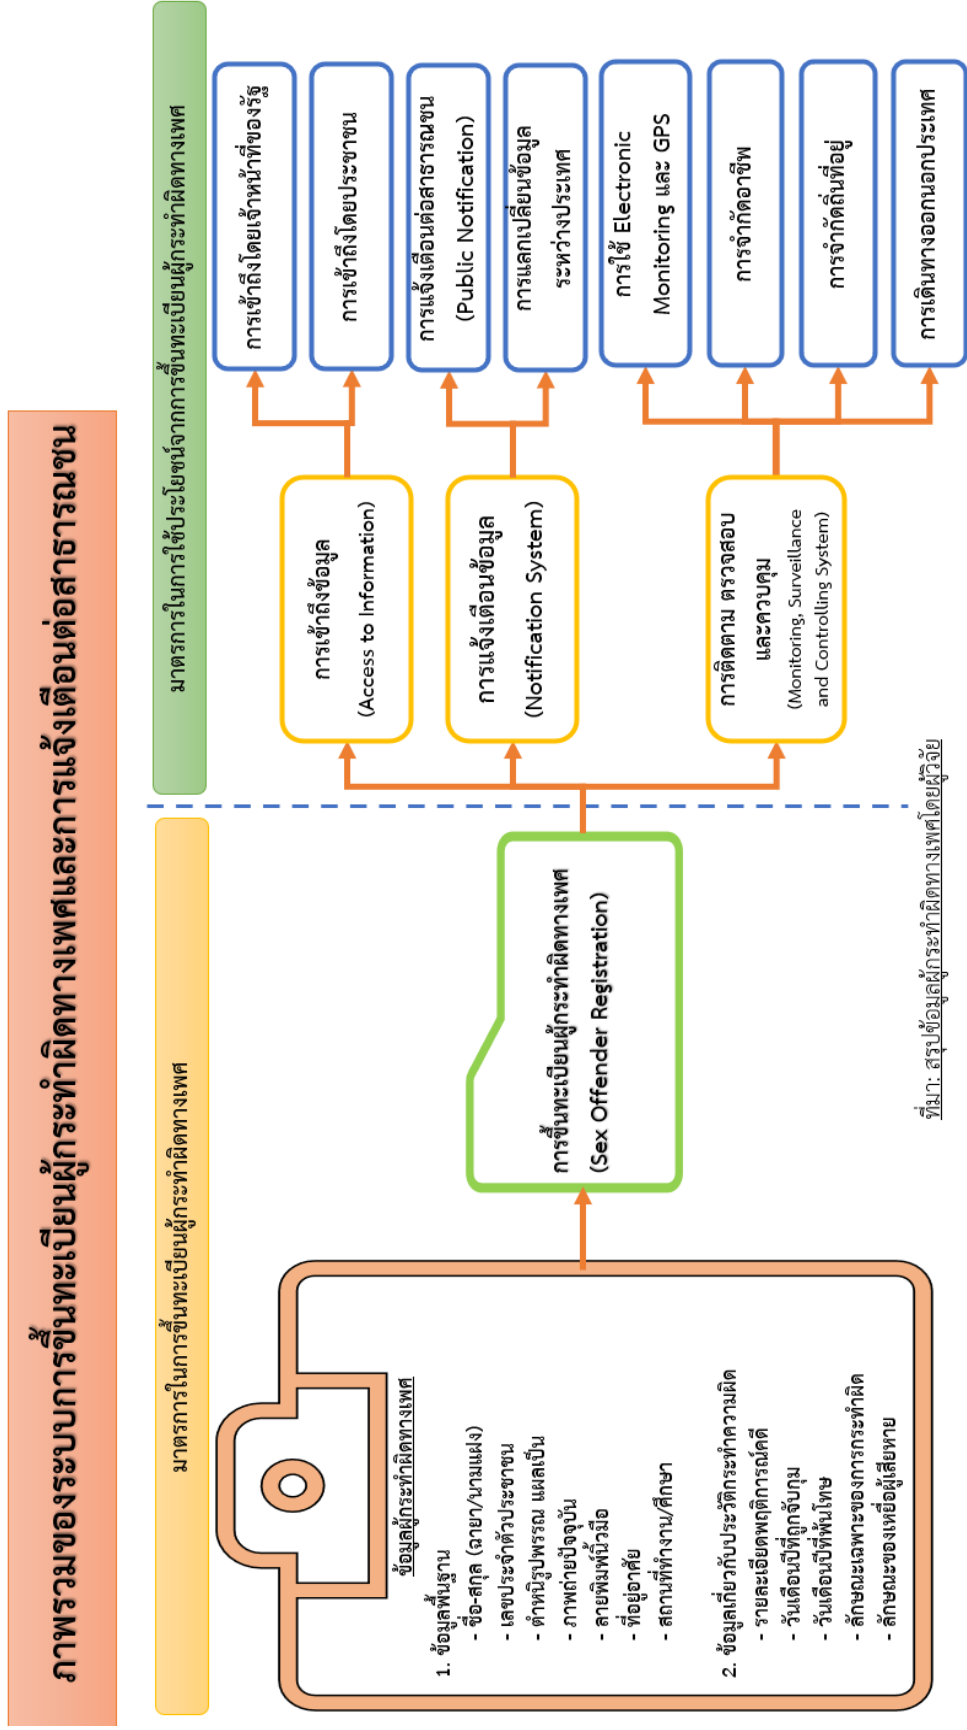 ภาพรวมของระบบการขึ้นทะเบียนผู้กระทำผิดทางเพศและการแจ้งเตือนต่อสาธารณชน
มาตรการในการขึ้นทะเบียนผู้กระทำผิดทางเพศ
มาตรการในการใช้ประโยชน์จากการขึ้นทะเบียนผู้กระทำผิดทางเพศ
ข้อมูลผู้กระทำผิดทางเพศ
1. ข้อมูลพื้นฐาน
- ชื่อ-สกุล (ฉายา/นามแฝง)
- เลขประจำตัวประชาชน
- ตำหนิรูปพรรณ แผลเป็น
- ภาพถ่ายปัจจุบัน
- ลายพิมพ์นิ้วมือ
- ที่อยู่อาศัย
- สถานที่ทำงาน/ศึกษา
2. ข้อมูลเกี่ยวกับประวัติกระทำความผิด
- รายละเอียดพฤติการณ์คดี
- วันเดือนปีที่ถูกจับกุม
- วันเดือนปีที่พ้นโทษ
- ลักษณะเฉพาะของการกระทำผิด
- ลักษณะของเหยื่อผู้เสียหาย
การขึ้นทะเบียนผู้กระทำผิดทางเพศ
(Sex Offender Registration)
การเข้าถึงข้อมูล
(Access to Information)
การแจ้งเตือนข้อมูล
(Notification System)
การติดตาม ตรวจสอบ
และควบคุม
(Monitoring, Surveillance
and Controlling System)
การเข้าถึงโดยเจ้าหน้าที่ของรัฐ
การเข้าถึงโดยประชาชน
การแจ้งเตือนต่อสาธารณชน
(Public Notification)
การแลกเปลี่ยนข้อมูล
ระหว่างประเทศ
การใช้ Electronic
Monitoring และ GPS
การจำกัดอาชีพ
การจำกัดถิ่นที่อยู่
การเดินทางออกนอกประเทศ
ที่มา: สรุปข้อมูลผู้กระทำผิดทางเพศโดยผู้วิจัย